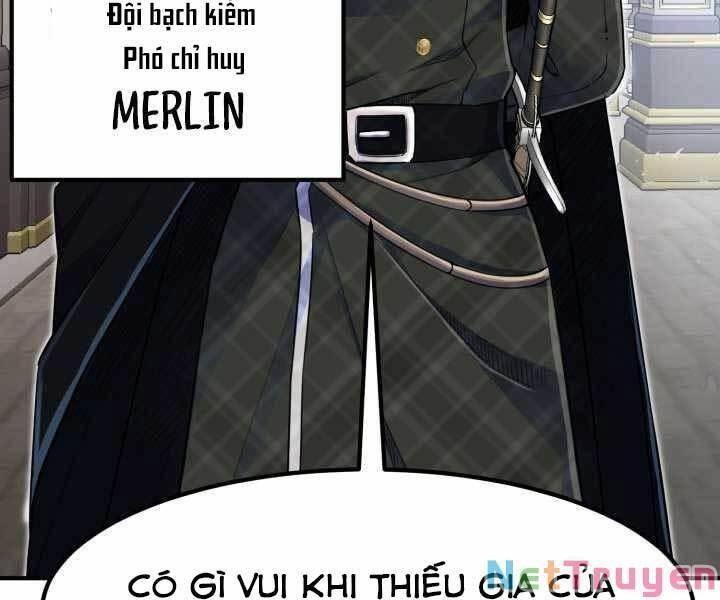 Đội bạch kiếm
Phó chỉ huy
MERLIN
CÓ GÌ VUI KHI THIẾU GIA CỦA
NetTruyen